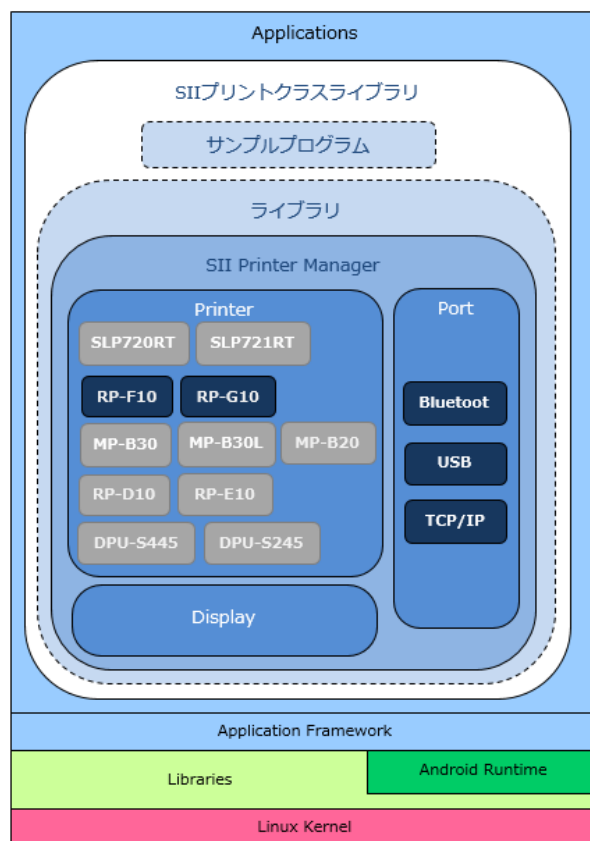 Applications
SIIプリントクラスライブラリ
サンプルプログラム
ライブラリ
SII Printer Manager
Printer
SLP720RT SLP721RT
RP-F10 RP-G10
MP-B30 MP-B30L MP-B20
RP-D10 RP-E10
DPU-S445 DPU-S245
Port
Bluetoot
USB
TCP/IP
Display
Application Framework
Libraries
Android Runtime
Linux Kernel